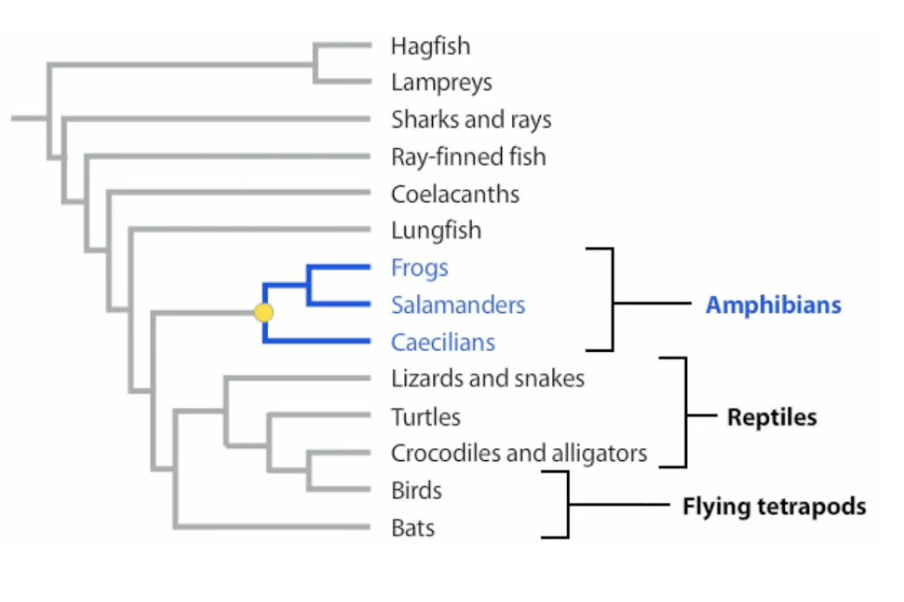 Hagfish
Lampreys
Sharks and rays
Ray-finned fish
Coelacanths
Lungfish
Frogs
Salamanders
Caecilians
Amphibians
Lizards and snakes
Turtles
Reptiles
Crocodiles and alligators
Birds
Flying tetrapods
Bats